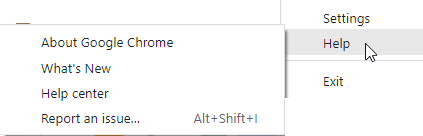 Settings
Help
Exit
About Google Chrome
What's New
Help center
Report an issue... Alt+Shift+I